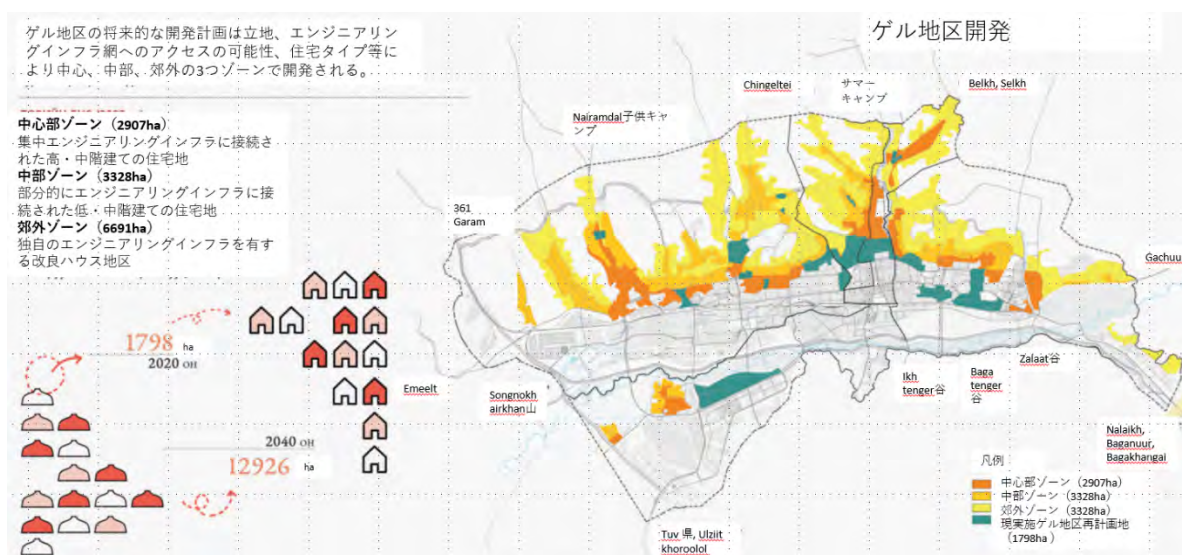 ゲル地区の将来的な開発計画は立地、エンジニアリ
ングインフラ網へのアクセスの可能性、住宅タイプ等に
より中心、中部、郊外の3つゾーンで開発される。
中心部ゾーン（2907ha）
集中エンジニアリングインフラに接続さ
れた高・中階建ての住宅地
中部ゾーン（3328ha）
部分的にエンジニアリングインフラに接
続された低・中階建ての住宅地
郊外ゾーン（6691ha）
独自のエンジニアリングインフラを有す
る改良ハウス地区
1798 ha
2020 ОН
2040 ОН
12926 ha
ゲル地区開発
Chingeltei
サマー
キャンプ
Belkh, Selkh
Nairamdal子供キャ
ンプ
361
Garam
Gachuu
Emeelt
Songnokh
airkhan山
Ikh
tenger谷
Baga
tenger
谷
Zalaat谷
Nalaikh,
Baganuur,
Bagakhangai
Tuv 県, Ulziit
khoroolol
凡例
中心部ゾーン（2907ha）
中部ゾーン（3328ha）
郊外ゾーン（3328ha）
現実施ゲル地区再計画地
（1798ha ）